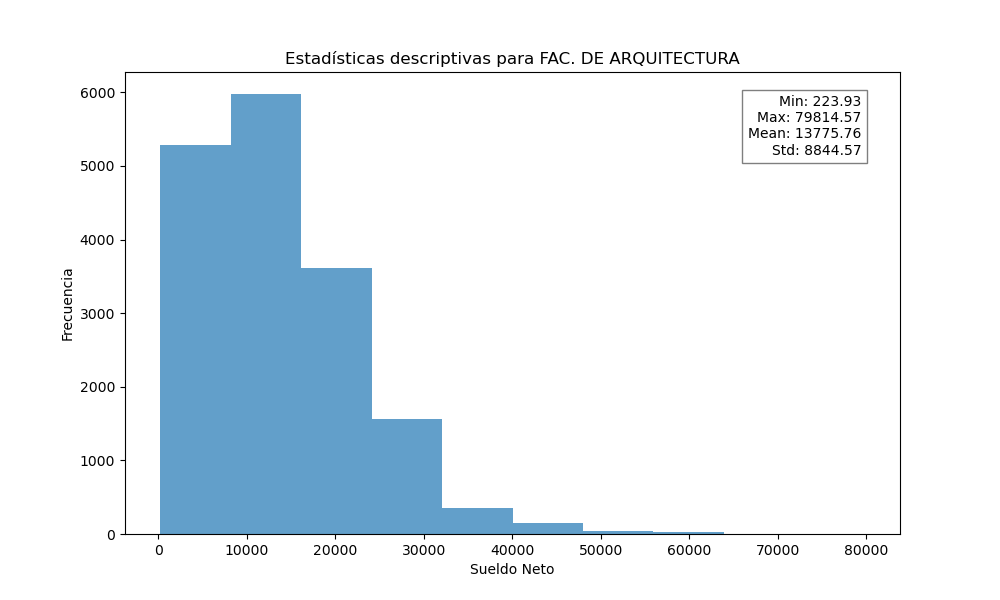 Estadísticas descriptivas para FAC. DE ARQUITECTURA
Min: 223.93
Max: 79814.57
Mean: 13775.76
Std: 8844.57
6000
5000
4000
3000
2000
1000
0
Frecuencia
0 10000 20000 30000 40000 50000 60000 70000 80000
Sueldo Neto